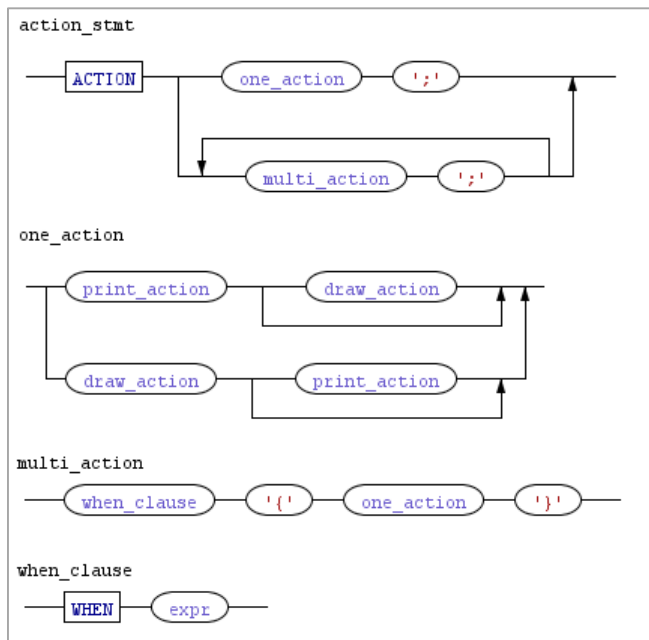 action_stmt
ACTION one_action ';'
multi_action ';'
one_action
print_action draw_action
draw_action print_action
multi_action
when_clause '{' one_action '}'
when_clause
WHEN expr